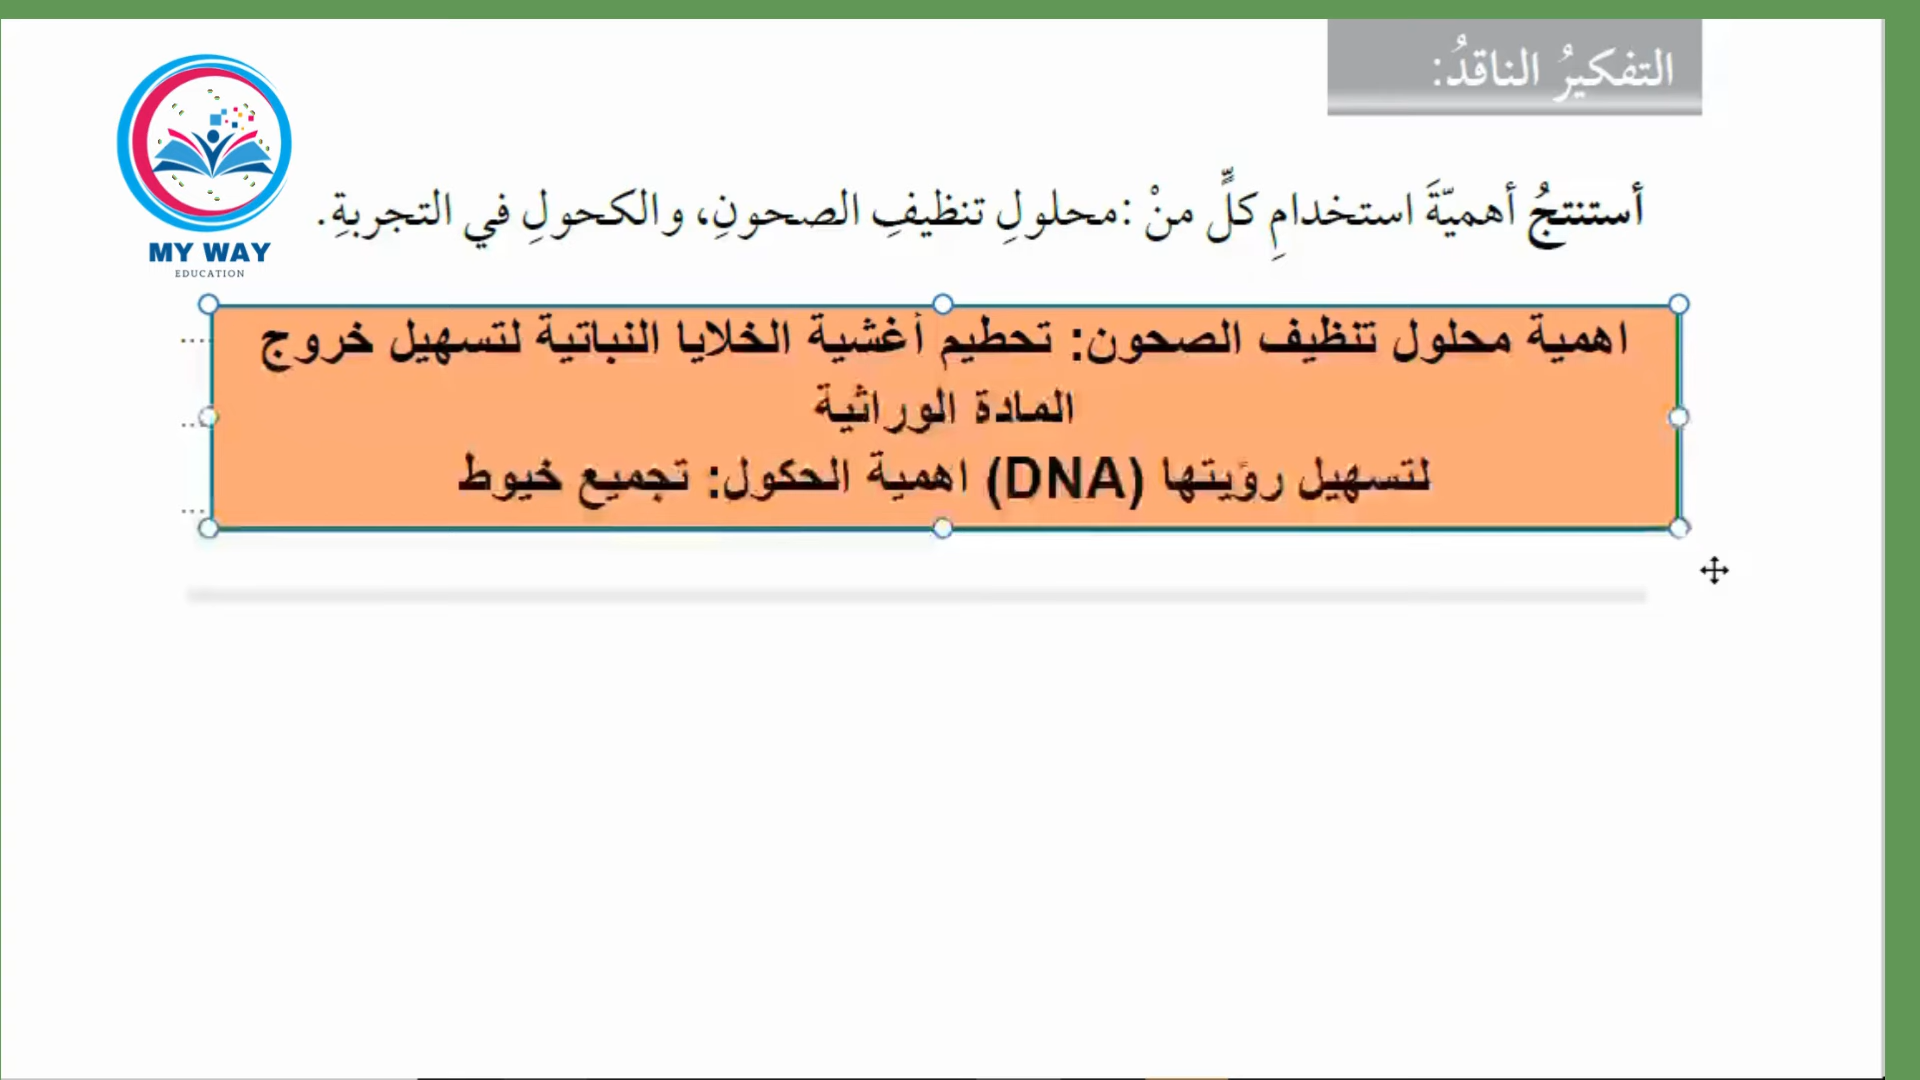 التفكيرُ الناقدُ:
MY WAY
EDUCATION
أستنتجُ أهميّةَ استخدامِ كلٍّ منْ :محلولِ تنظيفِ الصحونِ، والكحولِ في التجربةِ.
اهمية محلول تنظيف الصحون: تحطيم أغشية الخلايا النباتية لتسهيل خروج
المادة الوراثية
لتسهيل رؤيتها (DNA) اهمية الحكول: تجميع خيوط